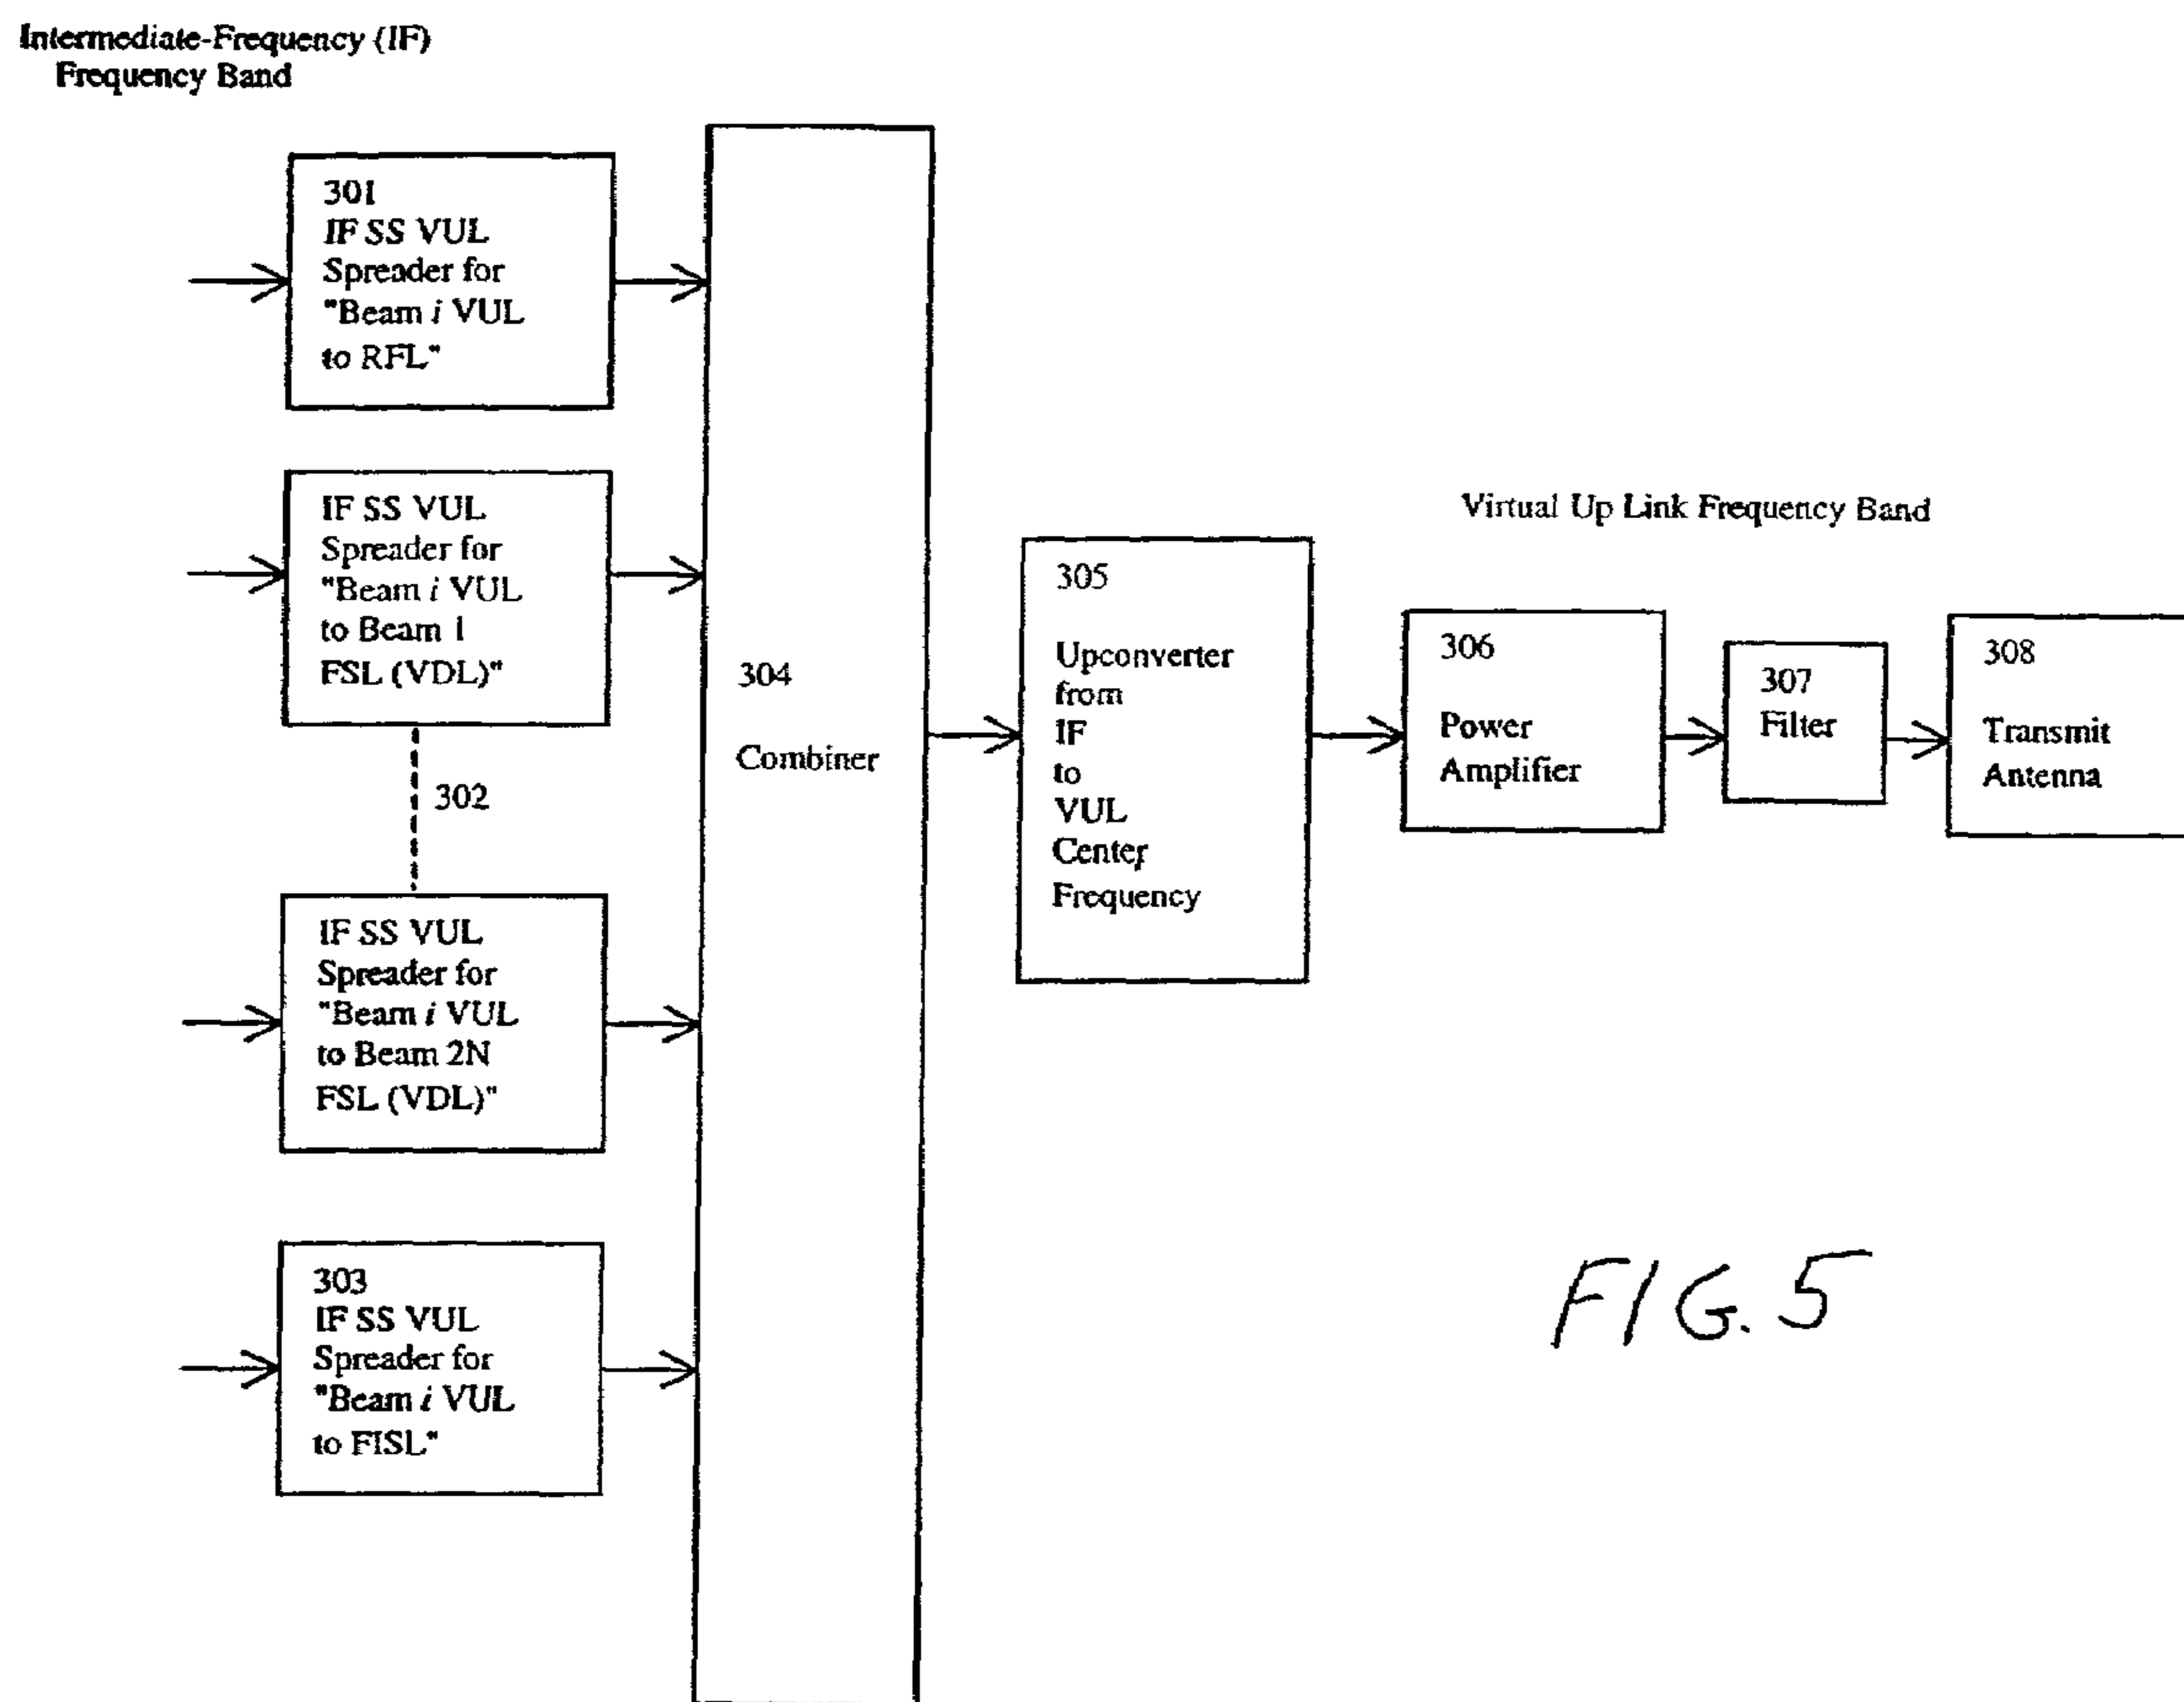 Intermediate-Frequency (IF)
Frequency Band
301
IF SS VUL
Spreader for
"Beam i VUL
to RFL"
IF SS VUL
Spreader for
"Beam i VUL
to Beam 1
FSL (VDL)"
302
IF SS VUL
Spreader for
"Beam i VUL
to Beam 2N
FSL (VDL)"
303
IF SS VUL
Spreader for
"Beam i VUL
to FISL"
304
Combiner
305
Upconverter
from
IF
to
VUL
Center
Frequency
Virtual Up Link Frequency Band
306
Power
Amplifier
307
Filter
308
Transmit
Antenna
FIG. 5